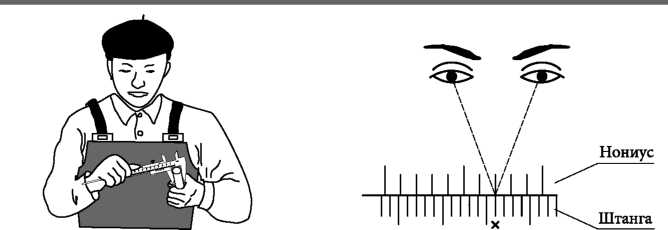 Нониус
Штанга
×